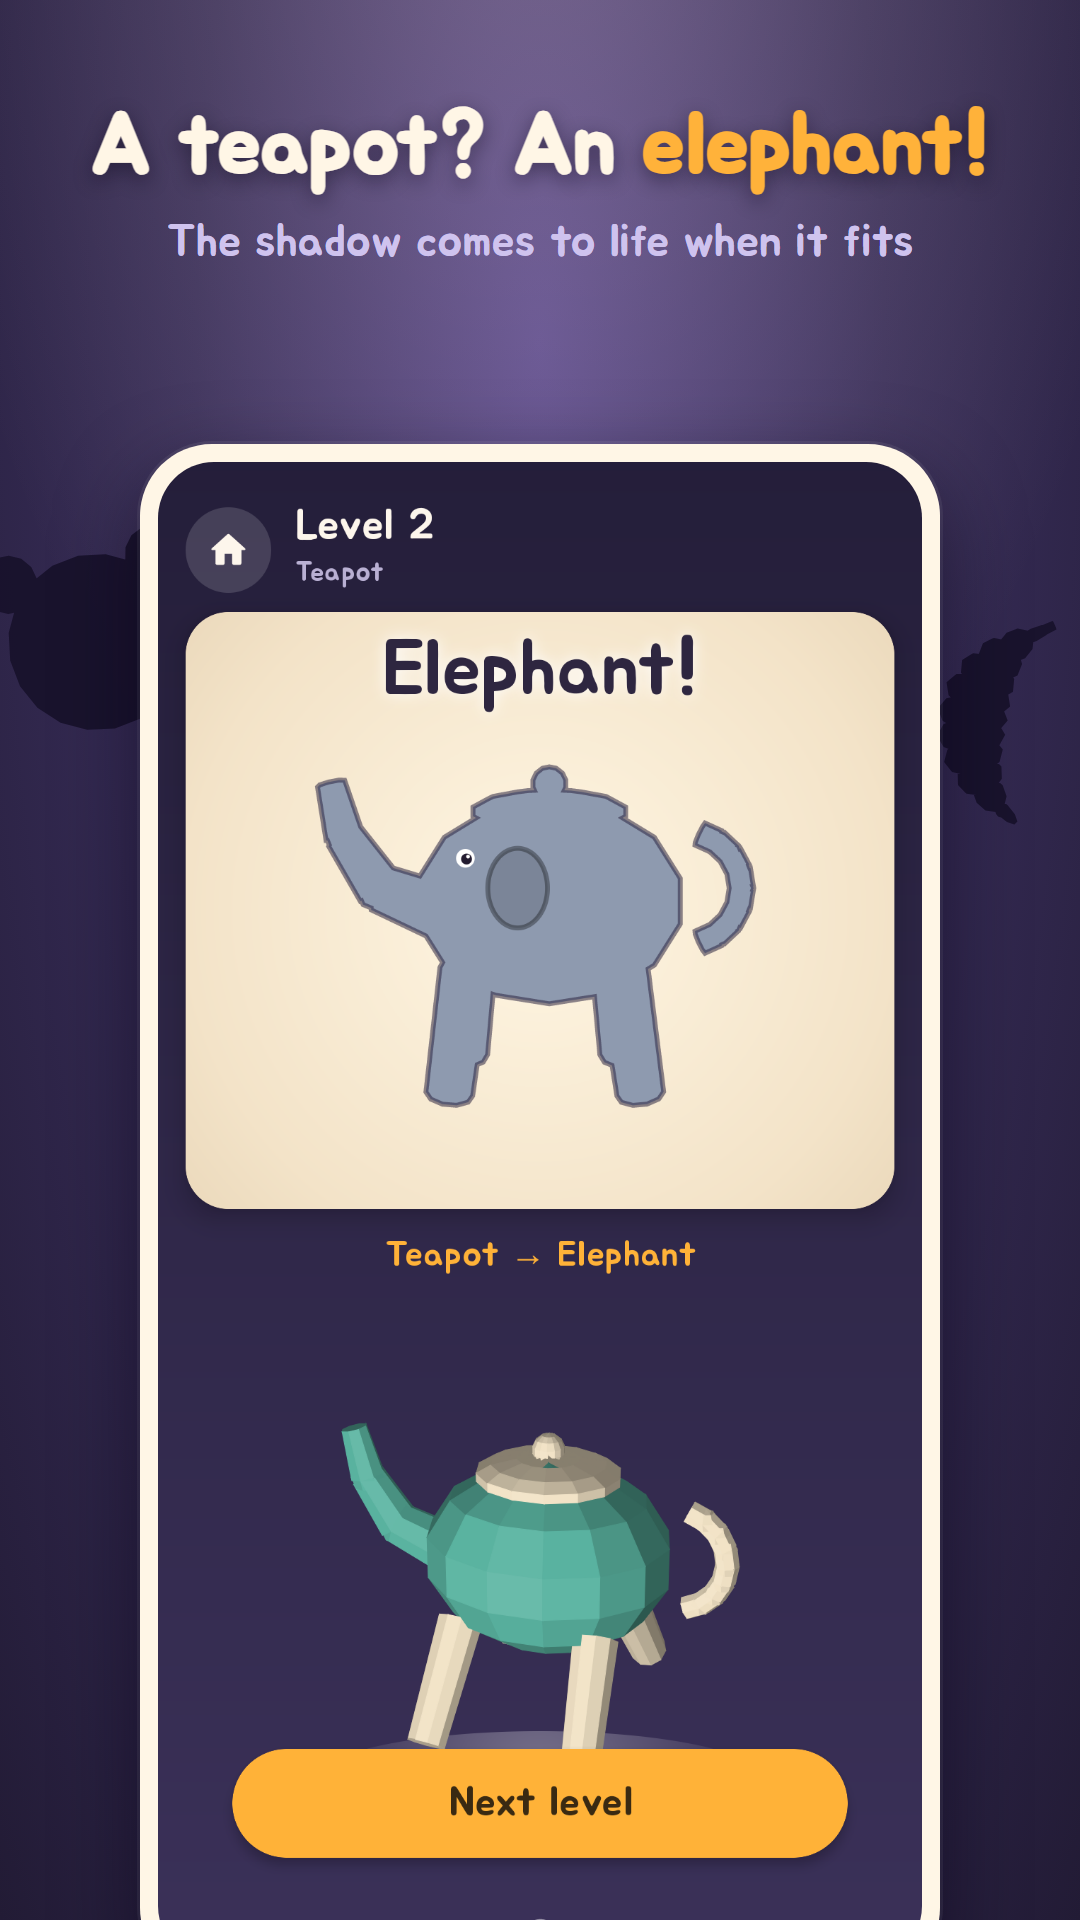 A teapot? An elephant!
The shadow comes to life when it fits
Level 2
Teapot
Elephant!
Teapot → Elephant
Next level